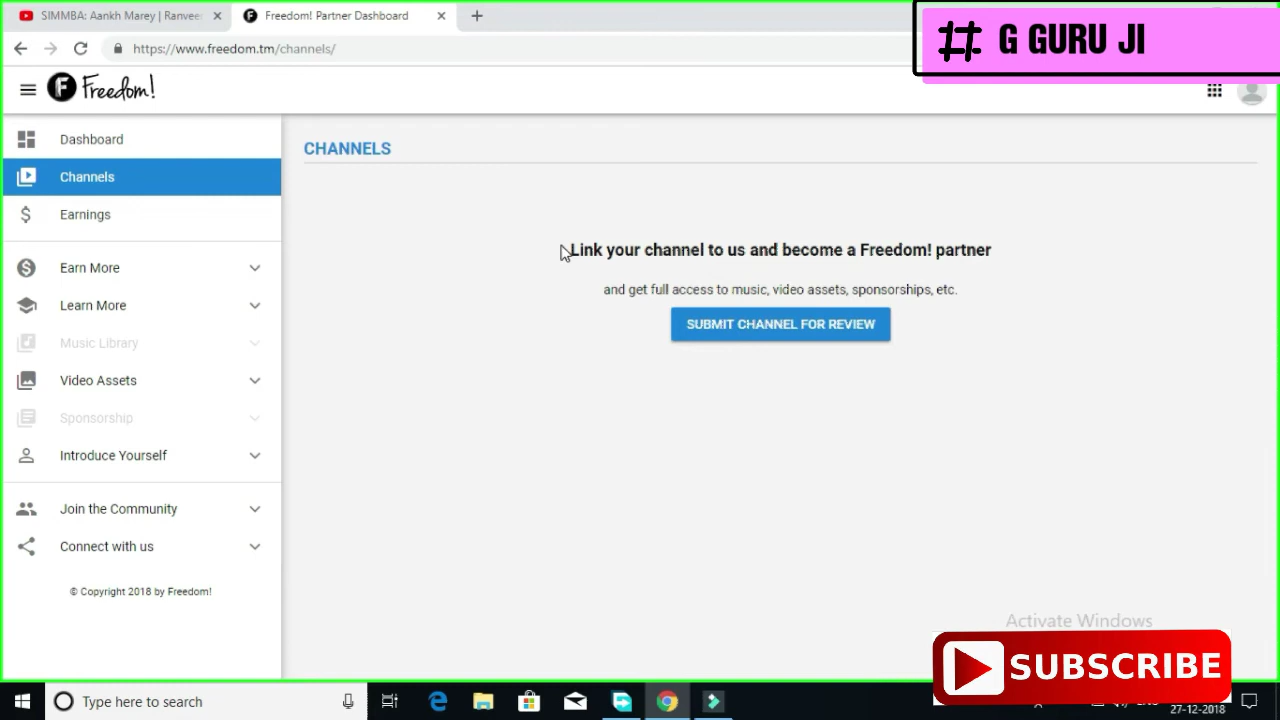 SIMMBA: Aankh Marey | Ranvee
Freedom! Partner Dashboard
# G GURU JI
https://www.freedom.tm/channels/
F Freedom!
Dashboard
CHANNELS
Channels
Earnings
Link your channel to us and become a Freedom! partner
Earn More
and get full access to music, video assets, sponsorships, etc.
Learn More
SUBMIT CHANNEL FOR REVIEW
Music Library
Video Assets
Sponsorship
Introduce Yourself
Join the Community
Connect with us
© Copyright 2018 by Freedom!
Activate Windows
SUBSCRIBE
Type here to search
27-12-2018